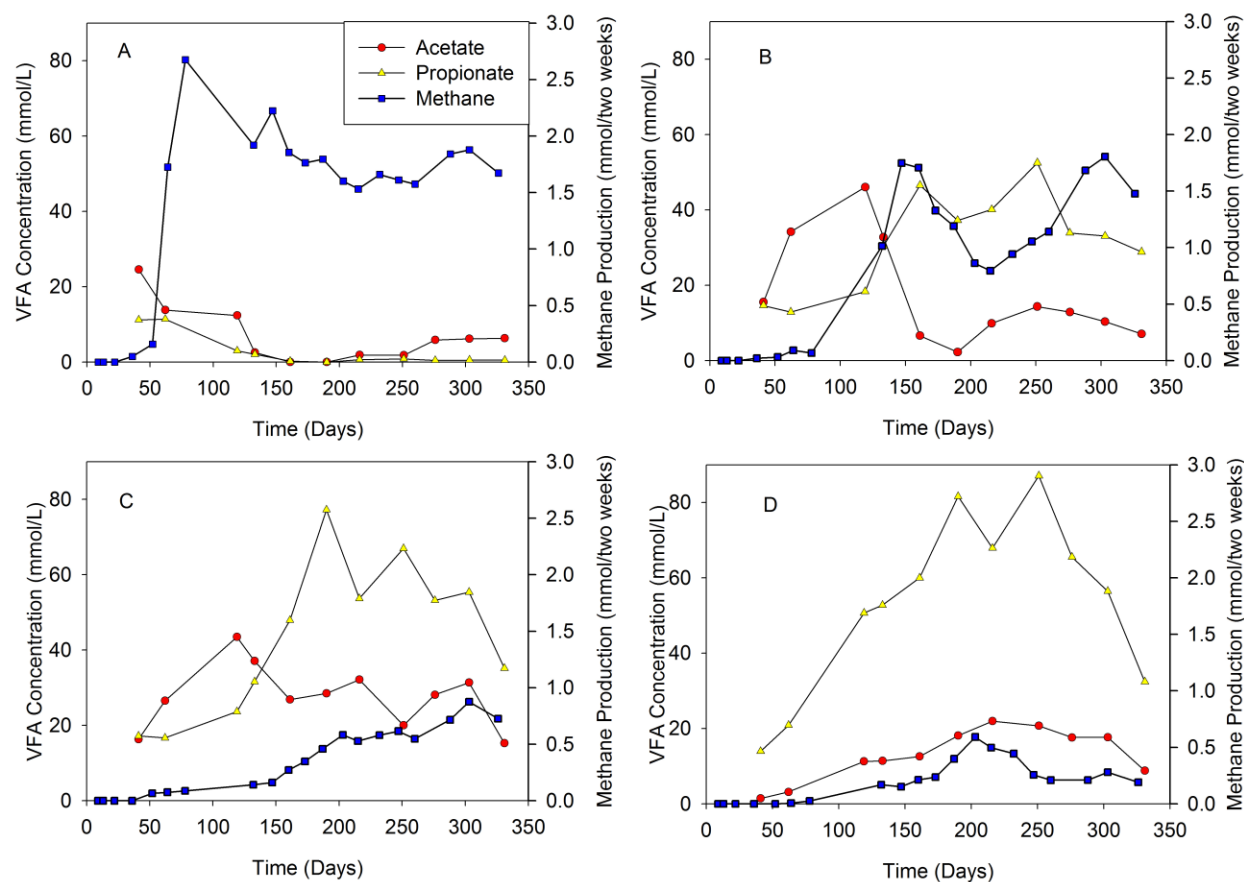 A
Acetate
Propionate
Methane
VFA Concentration (mmol/L)
0
20
40
60
80
0 50 100 150 200 250 300 350
Time (Days)
Methane Production (mmol/two weeks)
0.0
0.5
1.0
1.5
2.0
2.5
3.0
B
VFA Concentration (mmol/L)
0
20
40
60
80
0 50 100 150 200 250 300 350
Time (Days)
Methane Production (mmol/two weeks)
0.0
0.5
1.0
1.5
2.0
2.5
3.0
C
VFA Concentration (mmol/L)
0
20
40
60
80
0 50 100 150 200 250 300 350
Time (Days)
Methane Production (mmol/two weeks)
0.0
0.5
1.0
1.5
2.0
2.5
3.0
D
VFA Concentration (mmol/L)
0
20
40
60
80
0 50 100 150 200 250 300 350
Time (Days)
Methane Production (mmol/two weeks)
0.0
0.5
1.0
1.5
2.0
2.5
3.0